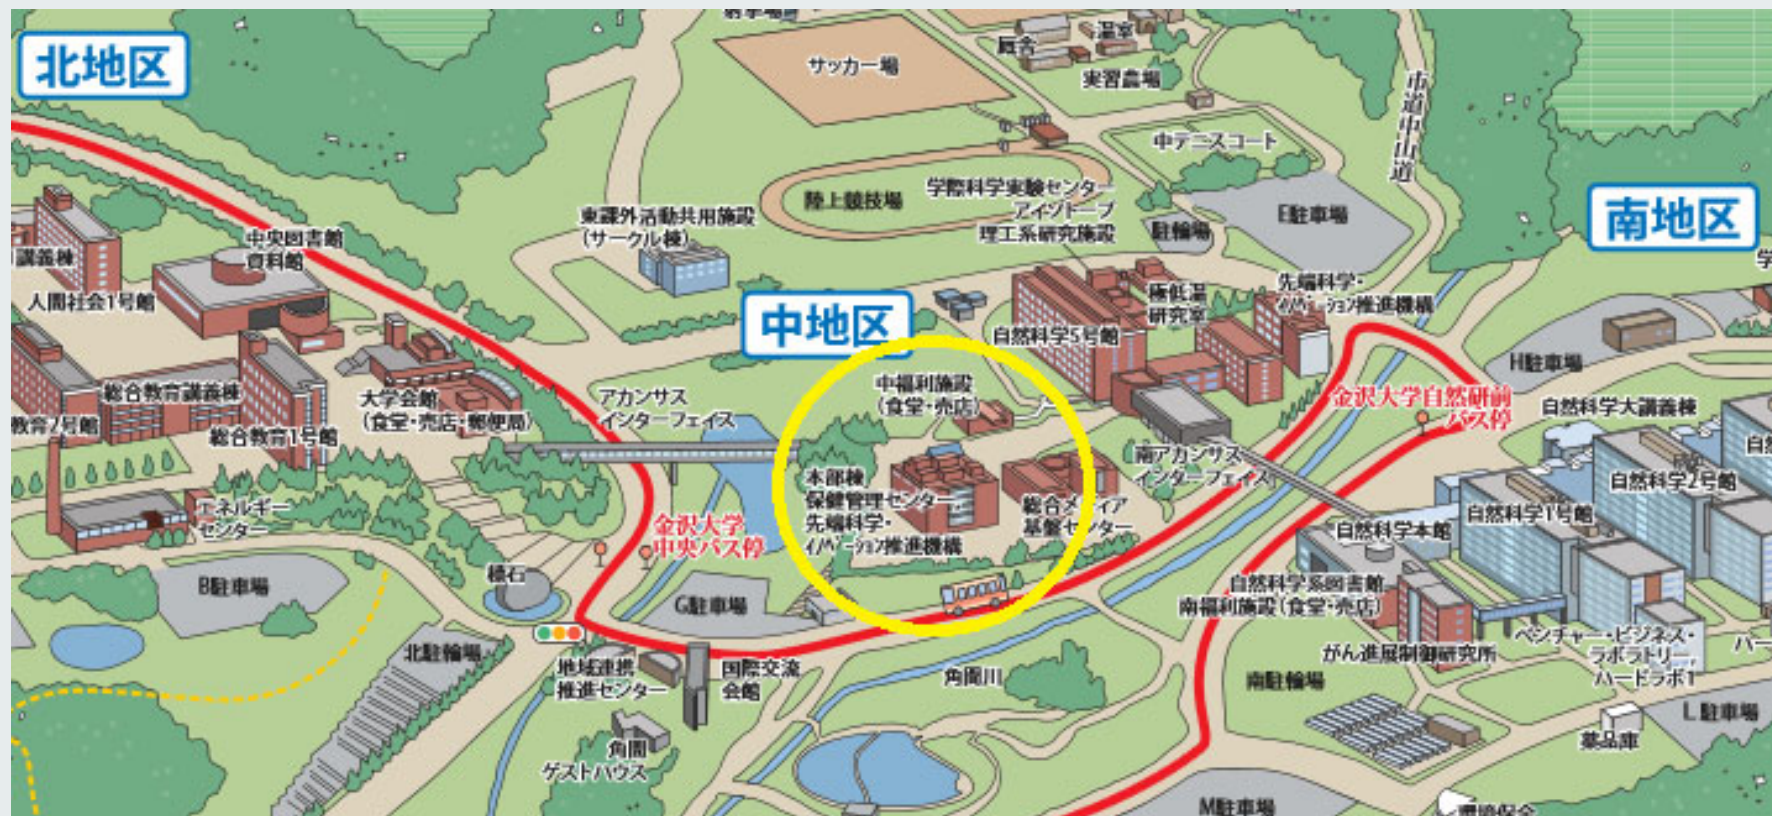 北地区
サッカー場
厩舎
温室
実習農場
市道中山道
中テニスコート
南地区
陸上競技場
学際科学実験センター
アイソトープ
理工系研究施設
駐輪場
E駐車場
東課外活動共用施設
(サークル棟)
中央図書館
資料館
講義棟
人間社会1号館
中地区
自然科学5号館
極低温
研究室
先端科学・
イノベーション推進機構
H駐車場
総合教育講義棟
教育2号館
総合教育1号館
大学会館
(食堂・売店・郵便局)
アカンサス
インターフェイス
中福利施設
(食堂・売店)
金沢大学自然研前
バス停
自然科学大講義棟
南アカンサス
インターフェイス
本部棟
保健管理センター
先端科学・
イノベーション推進機構
総合メディア
基盤センター
自然科学2号館
自然科学1号館
自然科学本館
エネルギー
センター
金沢大学
中央バス停
B駐車場
標石
G駐車場
自然科学系図書館
南福利施設(食堂・売店)
北駐輪場
地域連携
推進センター
国際交流
会館
角間川
がん進展制御研究所
ベンチャー・ビジネス・
ラボラトリー,
ハードラボ1
南駐輪場
L駐車場
薬品庫
角間
ゲストハウス
M駐車場
環境保全